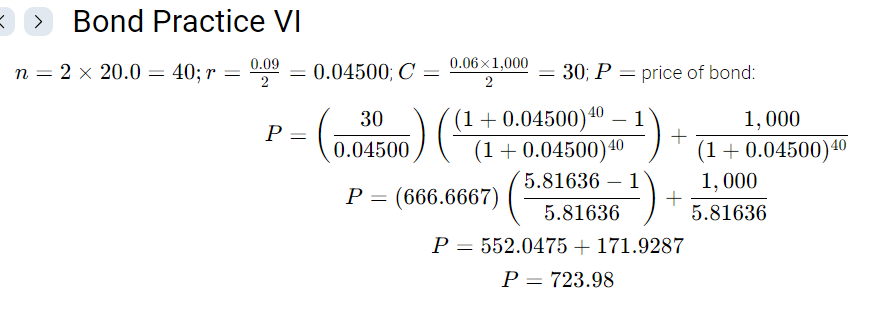 Bond Practice VI
n = 2 × 20.0 = 40; r = 0.09/2 = 0.04500; C = 0.06×1,000/2 = 30; P = price of bond:
P = (30/0.04500) ((1 + 0.04500)^40 − 1/(1 + 0.04500)^40) + 1,000/(1 + 0.04500)^40
P = (666.6667) (5.81636 − 1/5.81636) + 1,000/5.81636
P = 552.0475 + 171.9287
P = 723.98